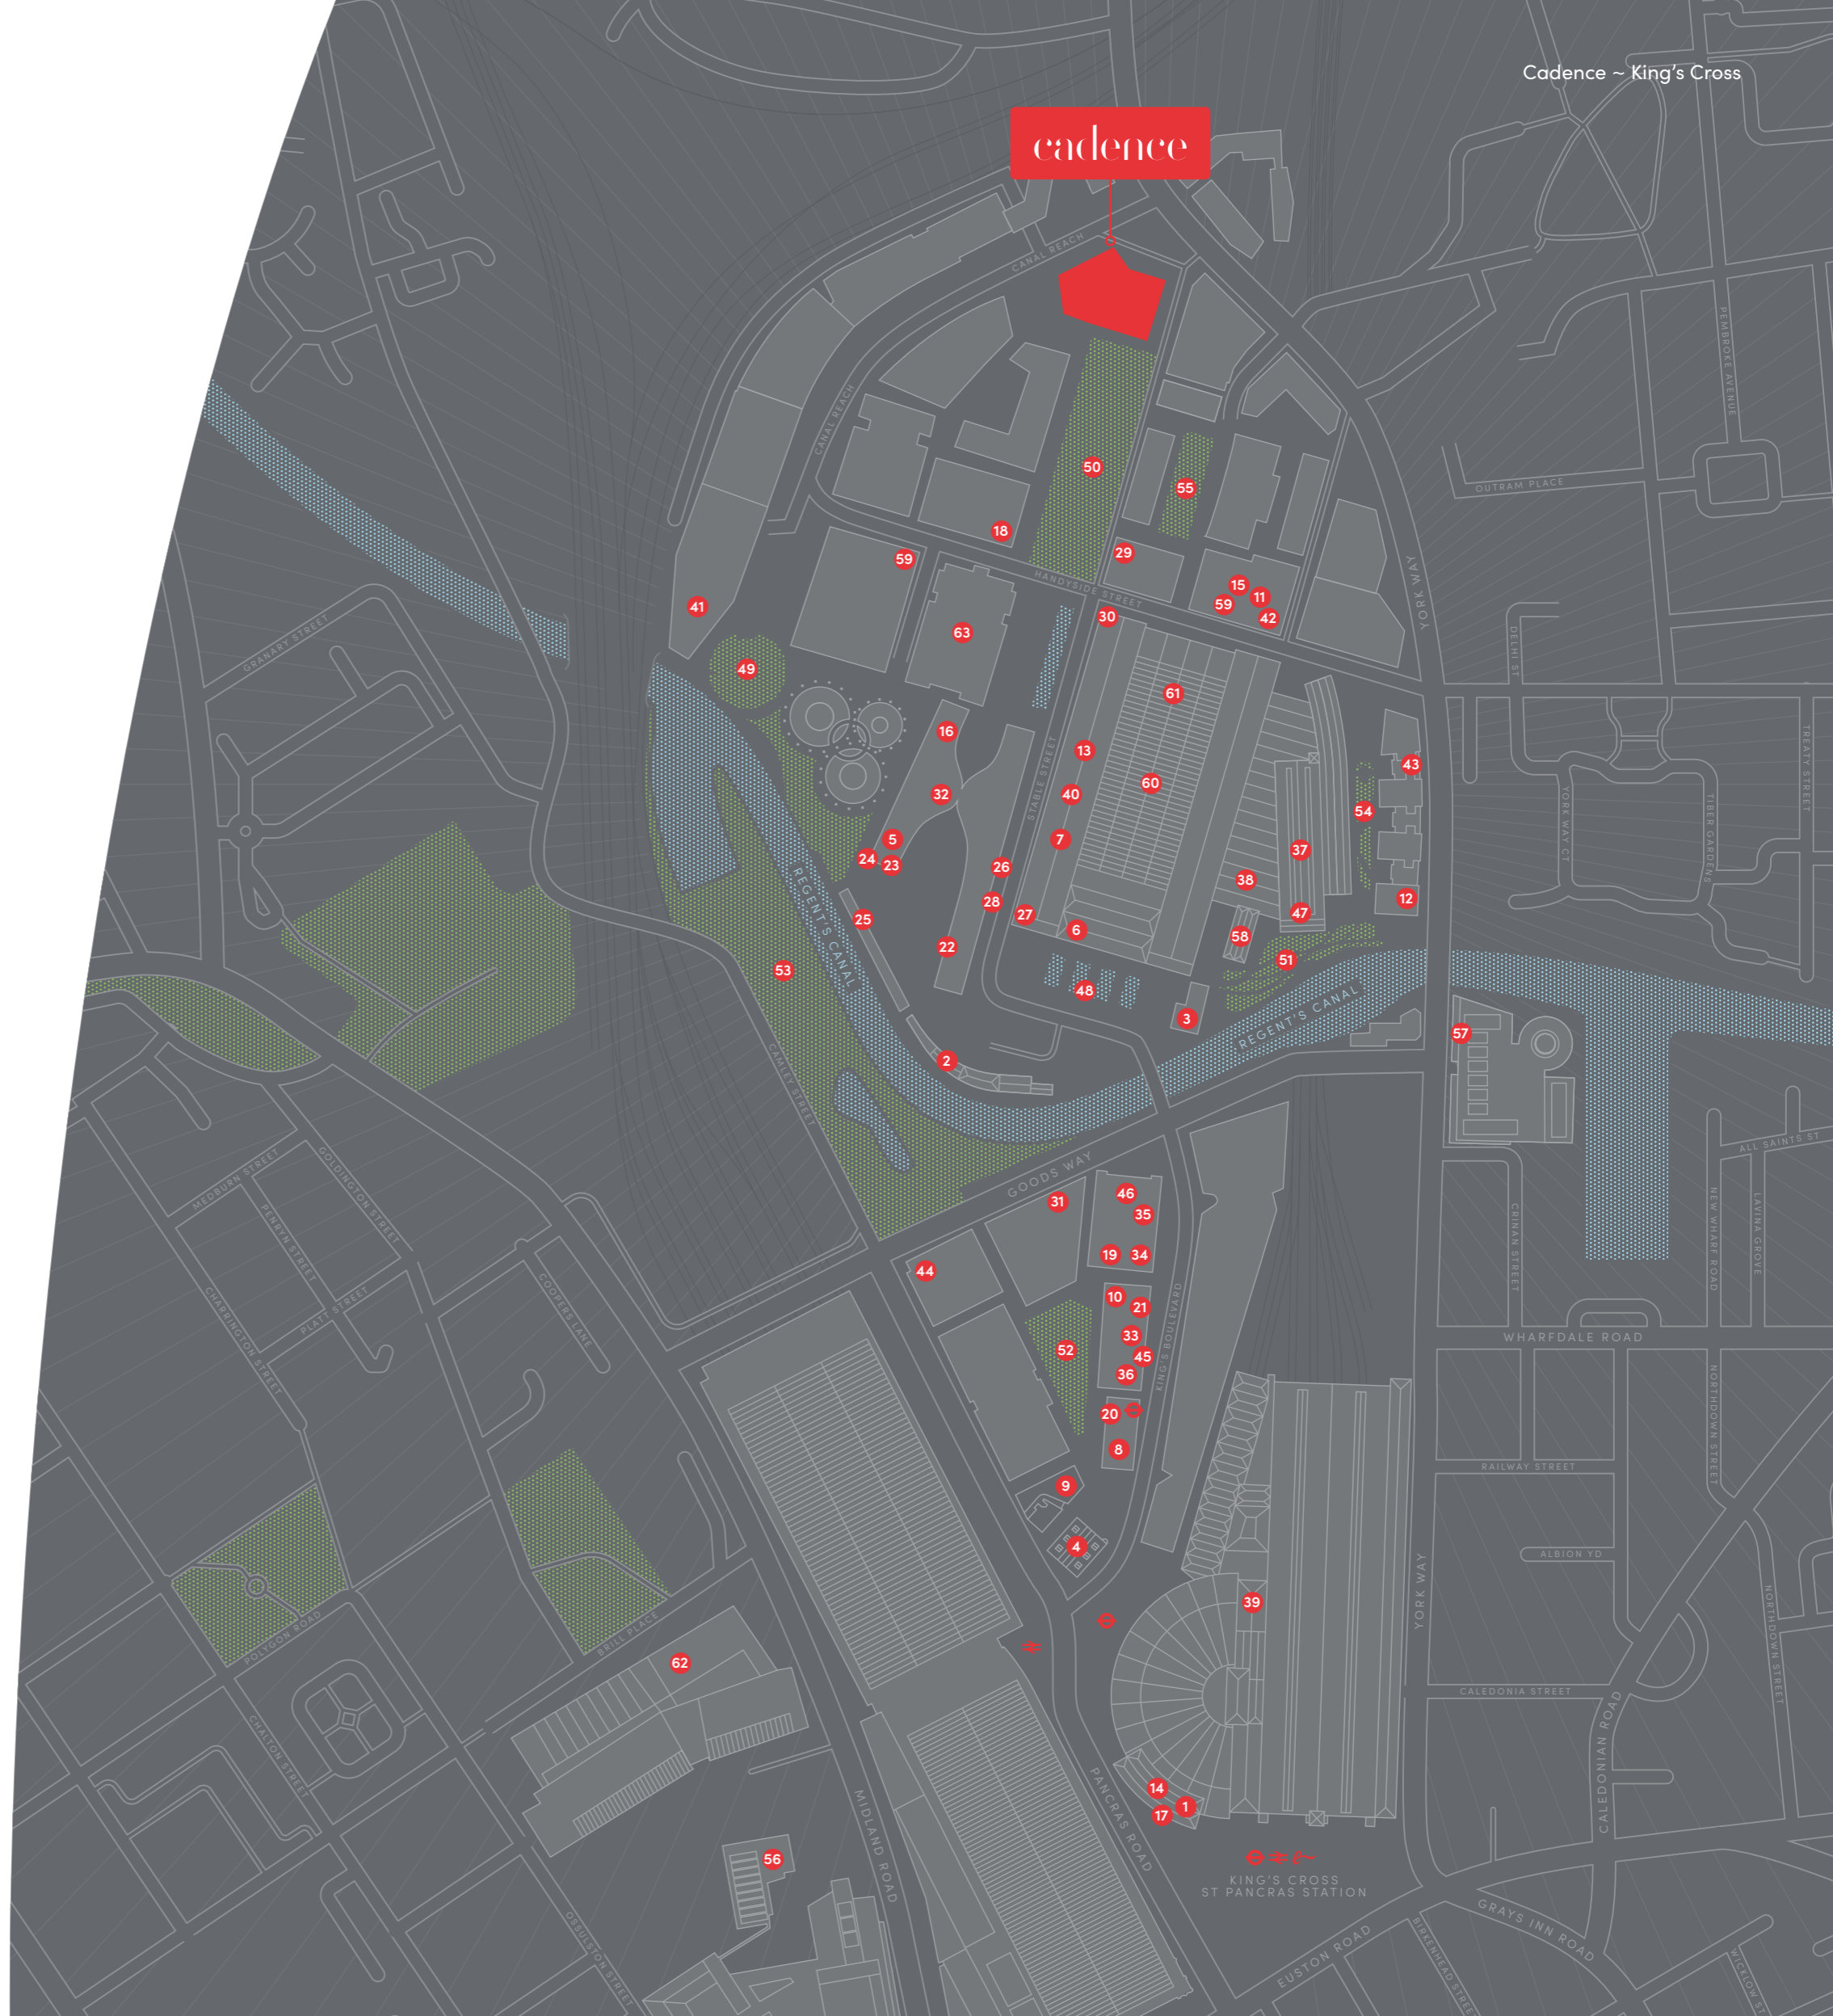 Cadence ~ King's Cross
cadence
CANAL REACH
PEMBROKE AVENUE
CANAL REACH
50
55
OUTRAM PLACE
18
29
59
HANDYSIDE STREET
YORK WAY
15
11
59
42
41
30
GRANARY STREET
63
DELHI ST
49
61
16
13
STABLE STREET
43
TREATY STREET
60
32
40
54
YORK WAY CT
TIBER GARDENS
5
7
37
24
23
26
38
12
28
27
47
25
6
58
22
51
53
REGENT'S CANAL
48
3
REGENT'S CANAL
57
2
CAMLEY STREET
ALL SAINTS ST
GOODS WAY
MEDBURN STREET
GOLDINGTON STREET
31
46
35
PENRYN STREET
19
34
CRINAN STREET
NEW WHARF ROAD
LAVINA GROVE
44
10
21
CHARRINGTON STREET
PLATT STREET
COOPERS LANE
33
KING'S BOULEVARD
WHARFDALE ROAD
52
45
36
20
NORTHDOWN STREET
8
RAILWAY STREET
9
4
ALBION YD
YORK WAY
39
NORTHDOWN STREET
POLYGON ROAD
BRILL PLACE
62
CALEDONIA STREET
CALEDONIAN ROAD
CHALTON STREET
14
1
17
MIDLAND ROAD
PANCRAS ROAD
56
KING'S CROSS
ST PANCRAS STATION
OSSULSTON STREET
EUSTON ROAD
GRAYS INN ROAD
BIRKENHEAD STREET
WICKLOW ST